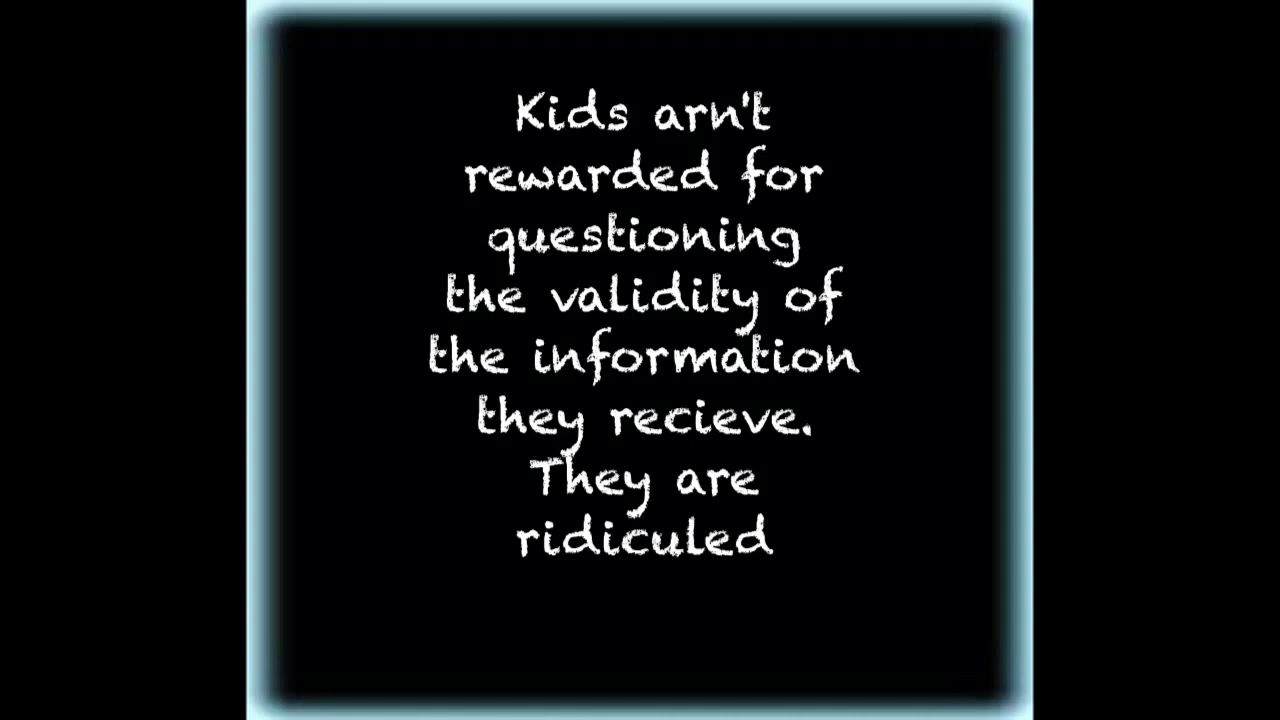 Kids arn't
rewarded for
questioning
the validity of
the information
they recieve.
They are
ridiculed